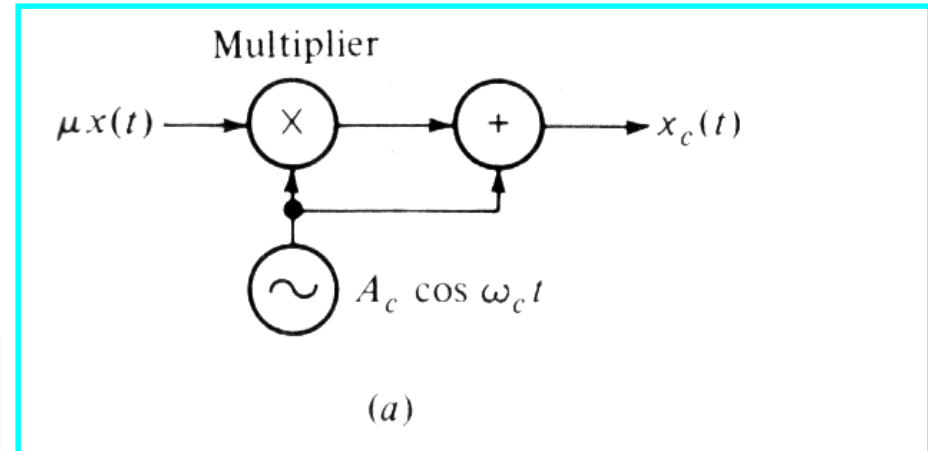 Multiplier
μx(t)
×
+
x_c(t)
~
A_c cos ω_c t
(a)